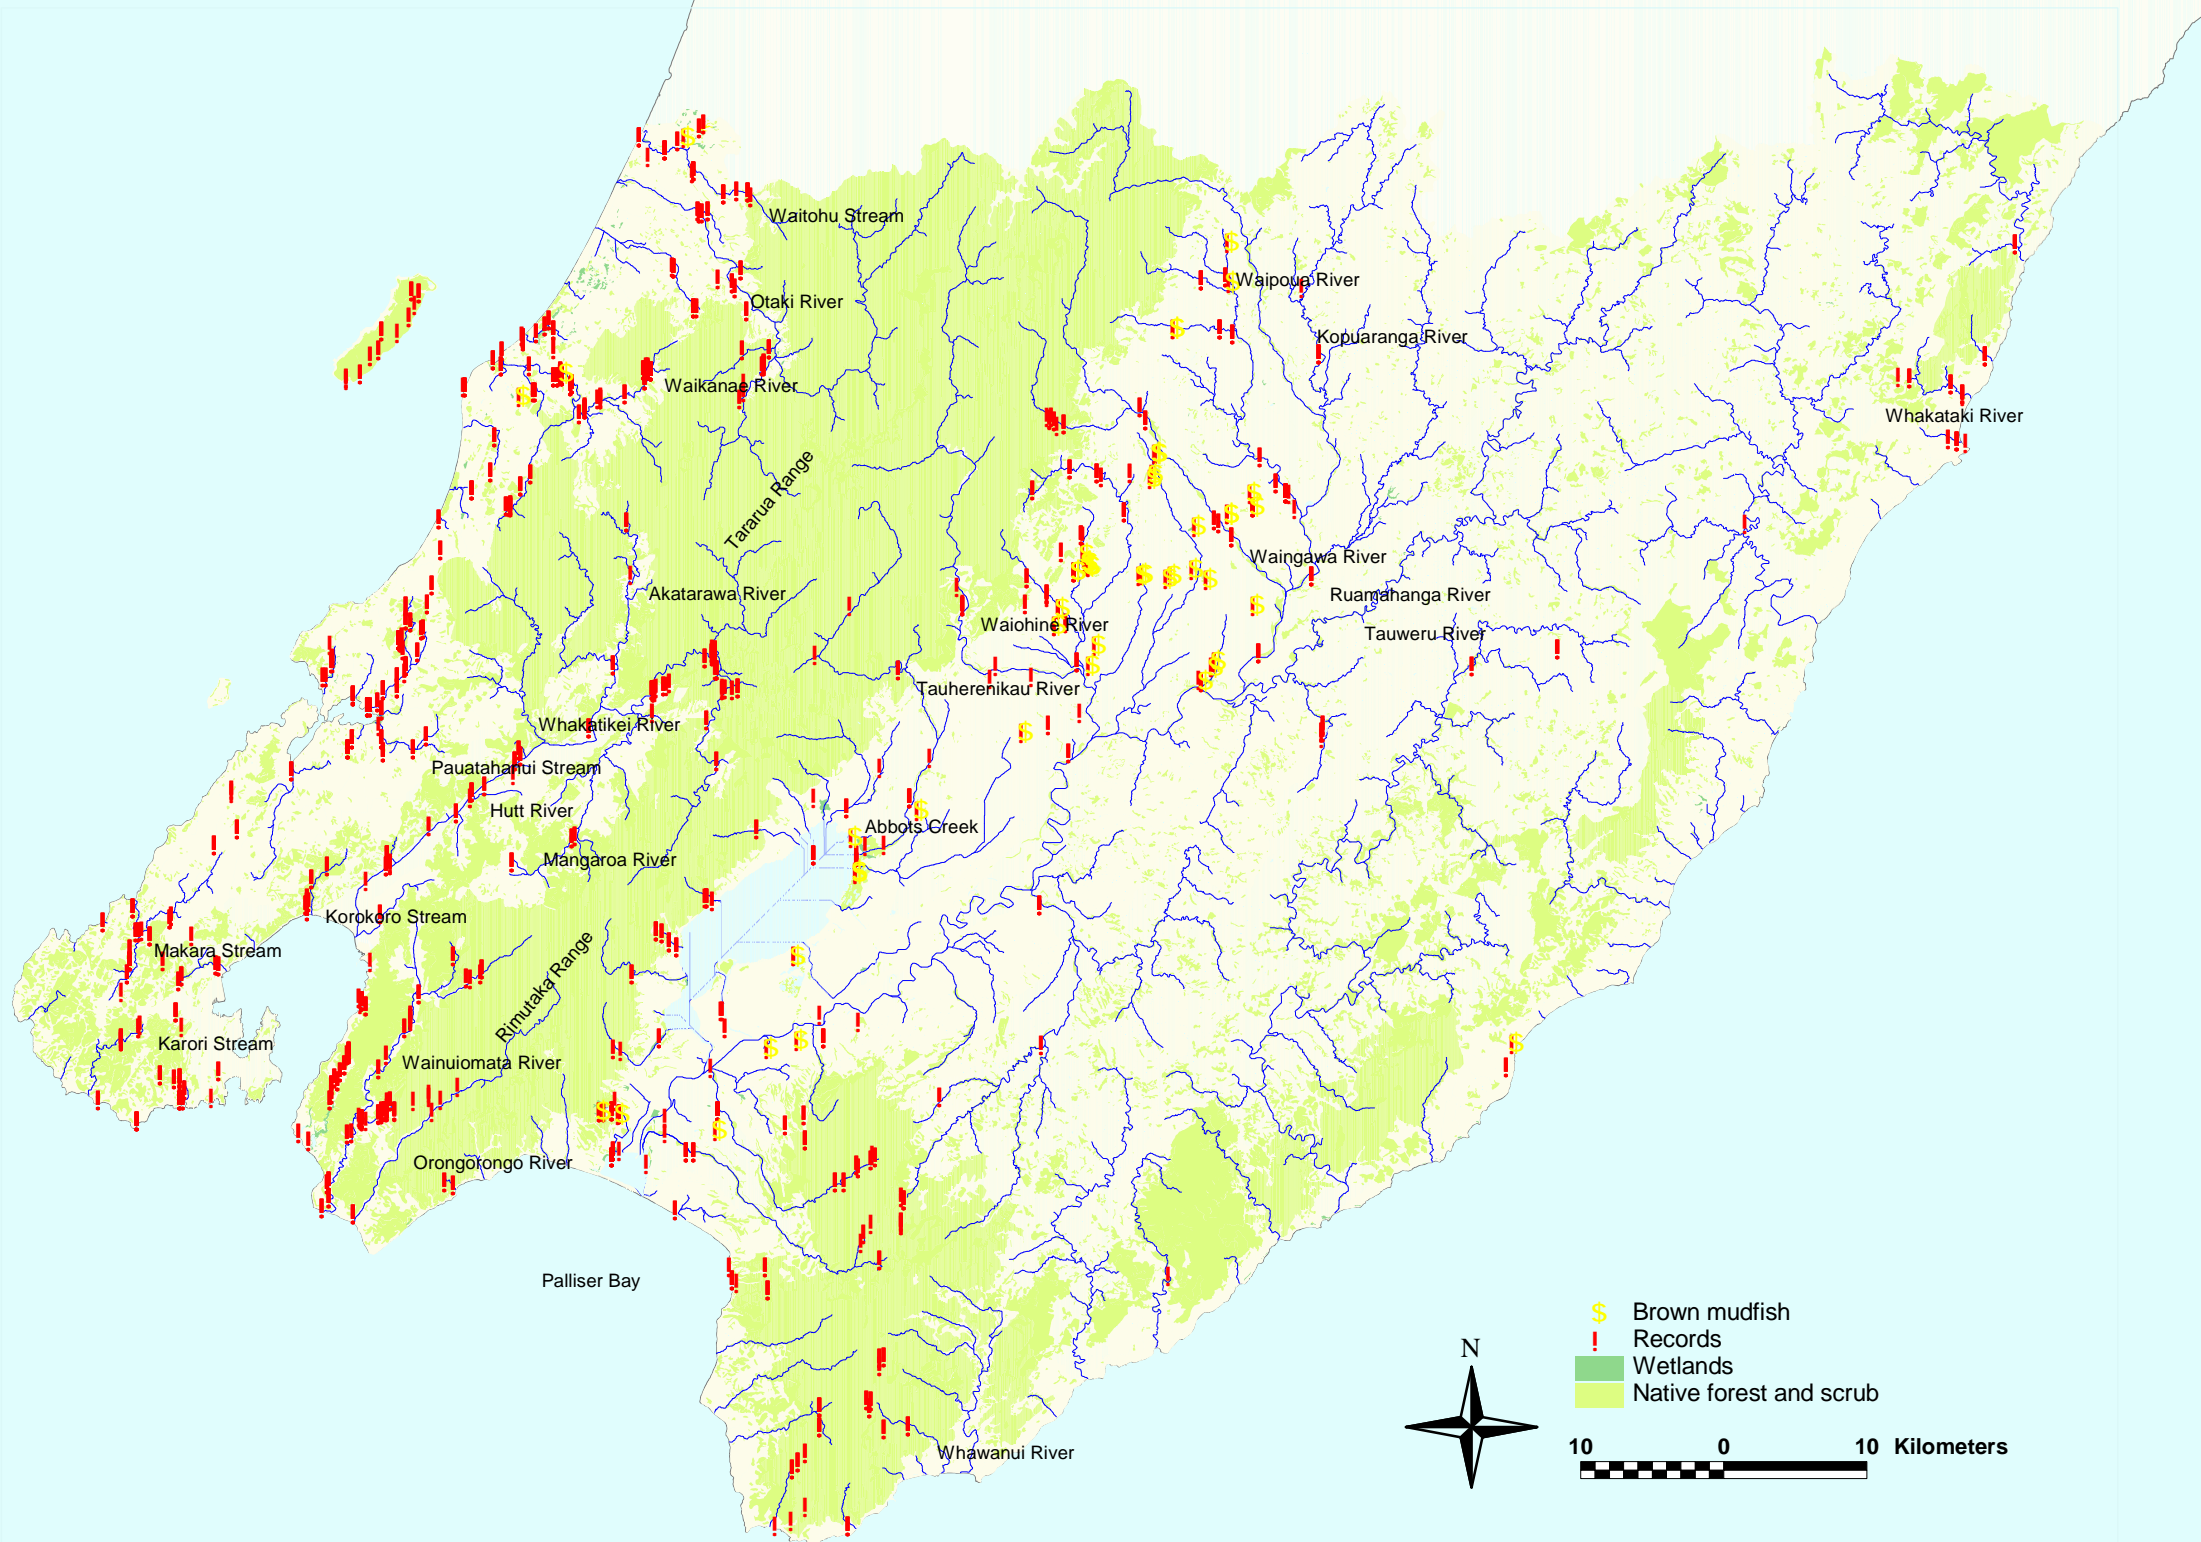 Waitohu Stream
Waipoua River
Otaki River
Kopuaranga River
Waikanae River
Whakataki River
Tararua Range
Waingawa River
Akatarawa River
Ruamahanga River
Waiohine River
Tauweru River
Tauherenikau River
Whakatikei River
Pauatahanui Stream
Hutt River
Abbots Creek
Mangaroa River
Korokoro Stream
Makara Stream
Rimutaka Range
Karori Stream
Wainuiomata River
Orongorongo River
Palliser Bay
$ Brown mudfish
! Records
N
Wetlands
Native forest and scrub
10 0 10 Kilometers
Whawanui River